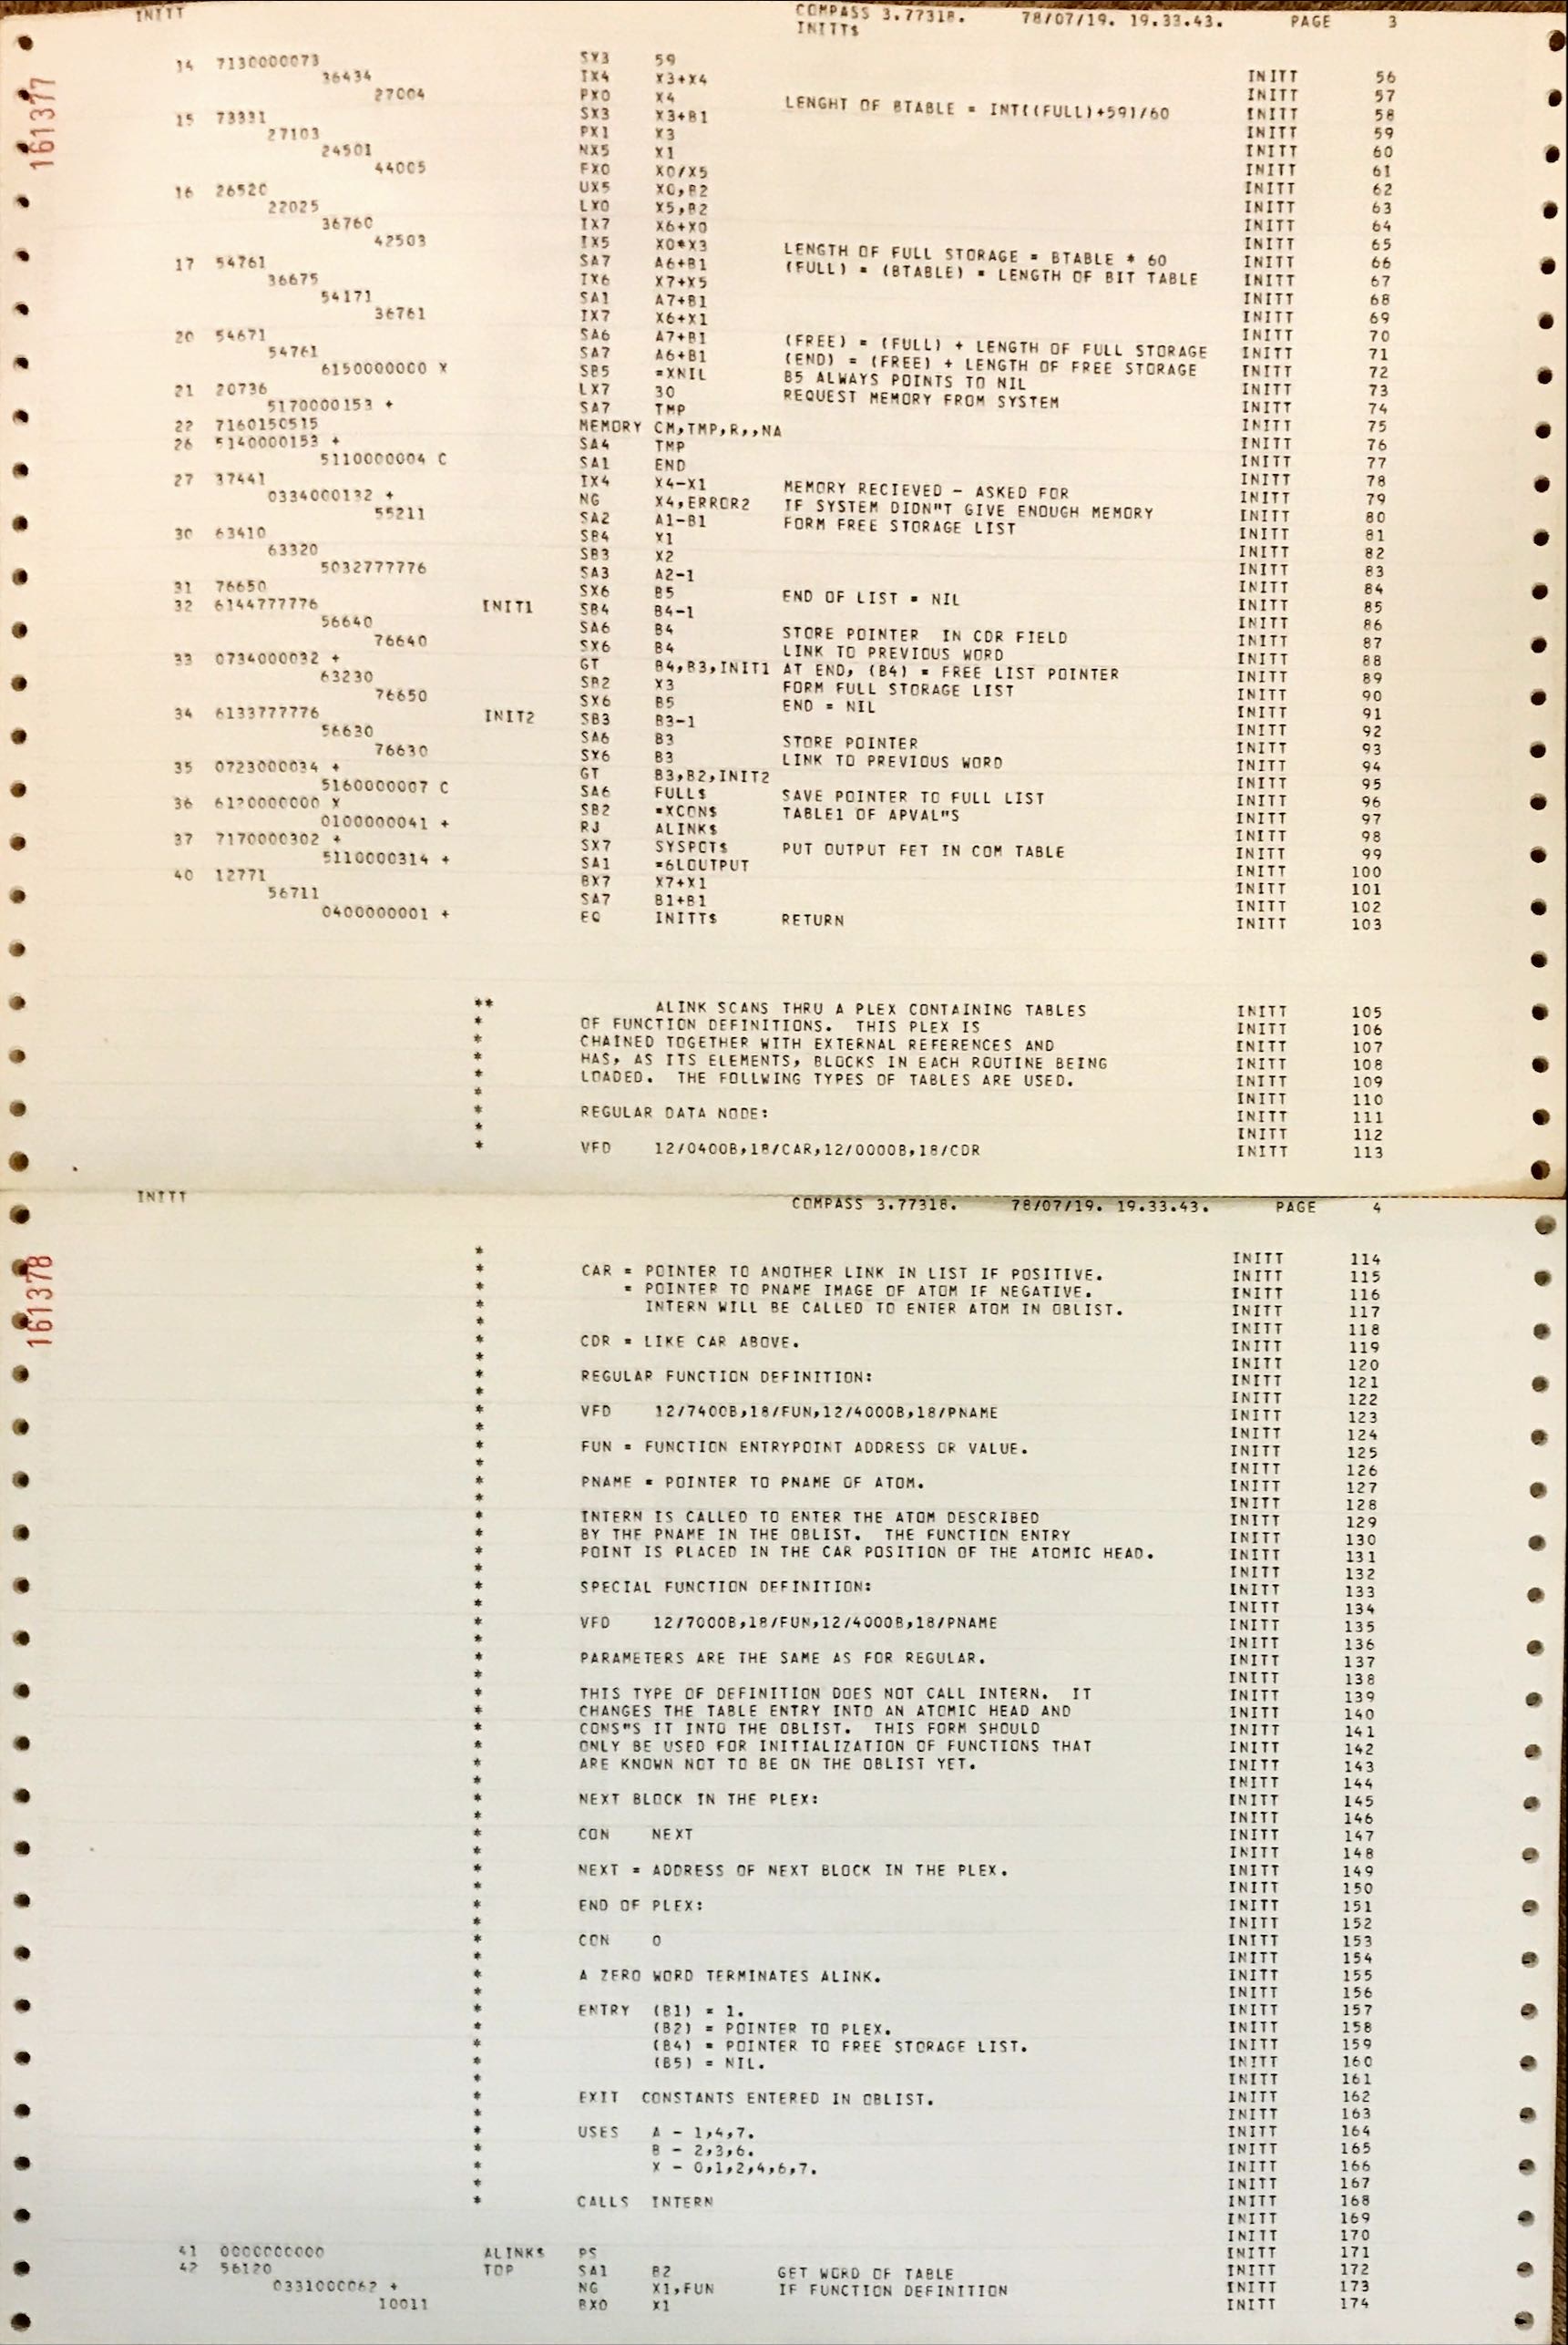 INITT COMPASS 3.77318. 78/07/19. 19.33.43. PAGE 3
INITT$
161377
14 7130000073 SX3 59 INITT 56
36434 IX4 X3+X4 INITT 57
27004 PX0 X4 LENGHT OF BTABLE = INT((FULL)+59)/60 INITT 58
15 73331 SX3 X3+B1 INITT 59
27103 PX1 X3 INITT 60
24501 NX5 X1 INITT 61
44005 FX0 X0/X5 INITT 62
16 26520 UX5 X0,B2 INITT 63
22025 LX0 X5,B2 INITT 64
36760 IX7 X6+X0 INITT 65
42503 IX5 X0*X3 LENGTH OF FULL STORAGE = BTABLE * 60 INITT 66
17 54761 SA7 A6+B1 (FULL) = (BTABLE) = LENGTH OF BIT TABLE INITT 67
36675 IX6 X7+X5 INITT 68
54171 SA1 A7+B1 INITT 69
36761 IX7 X6+X1 INITT 70
20 54671 SA6 A7+B1 (FREE) = (FULL) + LENGTH OF FULL STORAGE INITT 71
54761 SA7 A6+B1 (END) = (FREE) + LENGTH OF FREE STORAGE INITT 72
6150000000 X SB5 =XNIL B5 ALWAYS POINTS TO NIL INITT 73
21 20736 LX7 30 REQUEST MEMORY FROM SYSTEM INITT 74
5170000153 + SA7 TMP INITT 75
22 7160150515 MEMORY CM,TMP,R,,NA INITT 76
26 5140000153 + SA4 TMP INITT 77
5110000004 C SA1 END INITT 78
27 37441 IX4 X4-X1 MEMORY RECIEVED - ASKED FOR INITT 79
0334000132 + NG X4,ERROR2 IF SYSTEM DIDN"T GIVE ENOUGH MEMORY INITT 80
55211 SA2 A1-B1 FORM FREE STORAGE LIST INITT 81
30 63410 SB4 X1 INITT 82
63320 SB3 X2 INITT 83
5032777776 SA3 A2-1 INITT 84
31 76650 SX6 B5 END OF LIST = NIL INITT 85
32 6144777776 INIT1 SB4 B4-1 INITT 86
56640 SA6 B4 STORE POINTER IN CDR FIELD INITT 87
76640 SX6 B4 LINK TO PREVIOUS WORD INITT 88
33 0734000032 + GT B4,B3,INIT1 AT END, (B4) = FREE LIST POINTER INITT 89
63230 SB2 X3 FORM FULL STORAGE LIST INITT 90
76650 SX6 B5 END = NIL INITT 91
34 6133777776 INIT2 SB3 B3-1 INITT 92
56630 SA6 B3 STORE POINTER INITT 93
76630 SX6 B3 LINK TO PREVIOUS WORD INITT 94
35 0723000034 + GT B3,B2,INIT2 INITT 95
5160000007 C SA6 FULL$ SAVE POINTER TO FULL LIST INITT 96
36 6120000000 X SB2 =XCON$ TABLE1 OF APVAL"S INITT 97
0100000041 + RJ ALINK$ INITT 98
37 7170000302 + SX7 SYSPOT$ PUT OUTPUT FET IN COM TABLE INITT 99
5110000314 + SA1 =6LOUTPUT INITT 100
40 12771 BX7 X7+X1 INITT 101
56711 SA7 B1+B1 INITT 102
0400000001 + EQ INITT$ RETURN INITT 103
** ALINK SCANS THRU A PLEX CONTAINING TABLES INITT 105
* OF FUNCTION DEFINITIONS. THIS PLEX IS INITT 106
* CHAINED TOGETHER WITH EXTERNAL REFERENCES AND INITT 107
* HAS, AS ITS ELEMENTS, BLOCKS IN EACH ROUTINE BEING INITT 108
* LOADED. THE FOLLWING TYPES OF TABLES ARE USED. INITT 109
* INITT 110
* REGULAR DATA NODE: INITT 111
* INITT 112
* VFD 12/0400B,18/CAR,12/0000B,18/CDR INITT 113
INITT COMPASS 3.77318. 78/07/19. 19.33.43. PAGE 4
161378
* INITT 114
* CAR = POINTER TO ANOTHER LINK IN LIST IF POSITIVE. INITT 115
* = POINTER TO PNAME IMAGE OF ATOM IF NEGATIVE. INITT 116
* INTERN WILL BE CALLED TO ENTER ATOM IN OBLIST. INITT 117
* INITT 118
* CDR = LIKE CAR ABOVE. INITT 119
* INITT 120
* REGULAR FUNCTION DEFINITION: INITT 121
* INITT 122
* VFD 12/7400B,18/FUN,12/4000B,18/PNAME INITT 123
* INITT 124
* FUN = FUNCTION ENTRYPOINT ADDRESS OR VALUE. INITT 125
* INITT 126
* PNAME = POINTER TO PNAME OF ATOM. INITT 127
* INITT 128
* INTERN IS CALLED TO ENTER THE ATOM DESCRIBED INITT 129
* BY THE PNAME IN THE OBLIST. THE FUNCTION ENTRY INITT 130
* POINT IS PLACED IN THE CAR POSITION OF THE ATOMIC HEAD. INITT 131
* INITT 132
* SPECIAL FUNCTION DEFINITION: INITT 133
* INITT 134
* VFD 12/7000B,18/FUN,12/4000B,18/PNAME INITT 135
* INITT 136
* PARAMETERS ARE THE SAME AS FOR REGULAR. INITT 137
* INITT 138
* THIS TYPE OF DEFINITION DOES NOT CALL INTERN. IT INITT 139
* CHANGES THE TABLE ENTRY INTO AN ATOMIC HEAD AND INITT 140
* CONS"S IT INTO THE OBLIST. THIS FORM SHOULD INITT 141
* ONLY BE USED FOR INITIALIZATION OF FUNCTIONS THAT INITT 142
* ARE KNOWN NOT TO BE ON THE OBLIST YET. INITT 143
* INITT 144
* NEXT BLOCK IN THE PLEX: INITT 145
* INITT 146
* CON NEXT INITT 147
* INITT 148
* NEXT = ADDRESS OF NEXT BLOCK IN THE PLEX. INITT 149
* INITT 150
* END OF PLEX: INITT 151
* INITT 152
* CON 0 INITT 153
* INITT 154
* A ZERO WORD TERMINATES ALINK. INITT 155
* INITT 156
* ENTRY (B1) = 1. INITT 157
* (B2) = POINTER TO PLEX. INITT 158
* (B4) = POINTER TO FREE STORAGE LIST. INITT 159
* (B5) = NIL. INITT 160
* INITT 161
* EXIT CONSTANTS ENTERED IN OBLIST. INITT 162
* INITT 163
* USES A - 1,4,7. INITT 164
* B - 2,3,6. INITT 165
* X - 0,1,2,4,6,7. INITT 166
* INITT 167
* CALLS INTERN INITT 168
INITT 169
INITT 170
41 0000000000 ALINK$ PS INITT 171
42 56120 TOP SA1 B2 GET WORD OF TABLE INITT 172
0331000062 + NG X1,FUN IF FUNCTION DEFINITION INITT 173
10011 BX0 X1 INITT 174